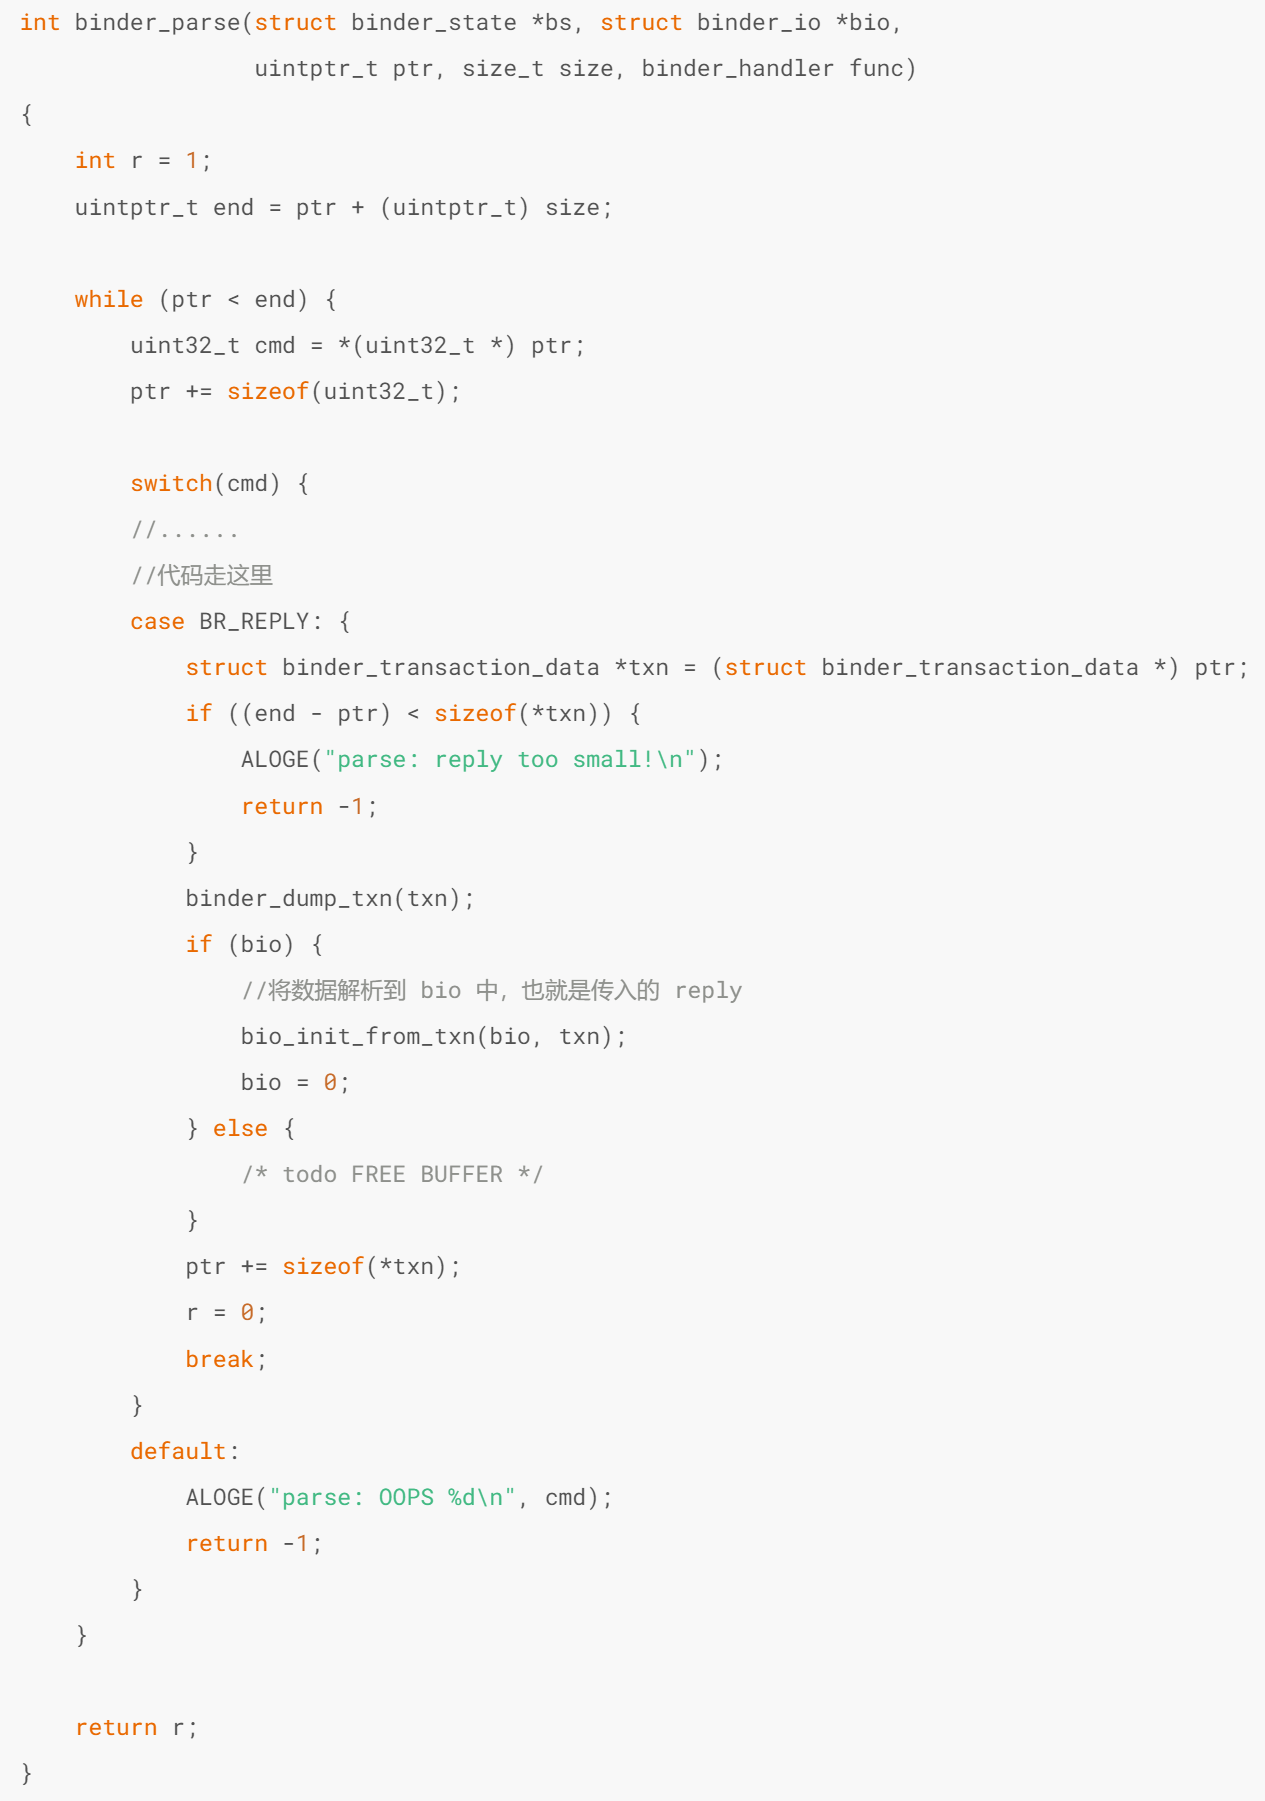 int binder_parse(struct binder_state *bs, struct binder_io *bio,
                 uintptr_t ptr, size_t size, binder_handler func)
{
    int r = 1;
    uintptr_t end = ptr + (uintptr_t) size;

    while (ptr < end) {
        uint32_t cmd = *(uint32_t *) ptr;
        ptr += sizeof(uint32_t);

        switch(cmd) {
        //......
        //代码走这里
        case BR_REPLY: {
            struct binder_transaction_data *txn = (struct binder_transaction_data *) ptr;
            if ((end - ptr) < sizeof(*txn)) {
                ALOGE("parse: reply too small!\n");
                return -1;
            }
            binder_dump_txn(txn);
            if (bio) {
                //将数据解析到 bio 中，也就是传入的 reply
                bio_init_from_txn(bio, txn);
                bio = 0;
            } else {
                /* todo FREE BUFFER */
            }
            ptr += sizeof(*txn);
            r = 0;
            break;
        }
        default:
            ALOGE("parse: OOPS %d\n", cmd);
            return -1;
        }
    }

    return r;
}